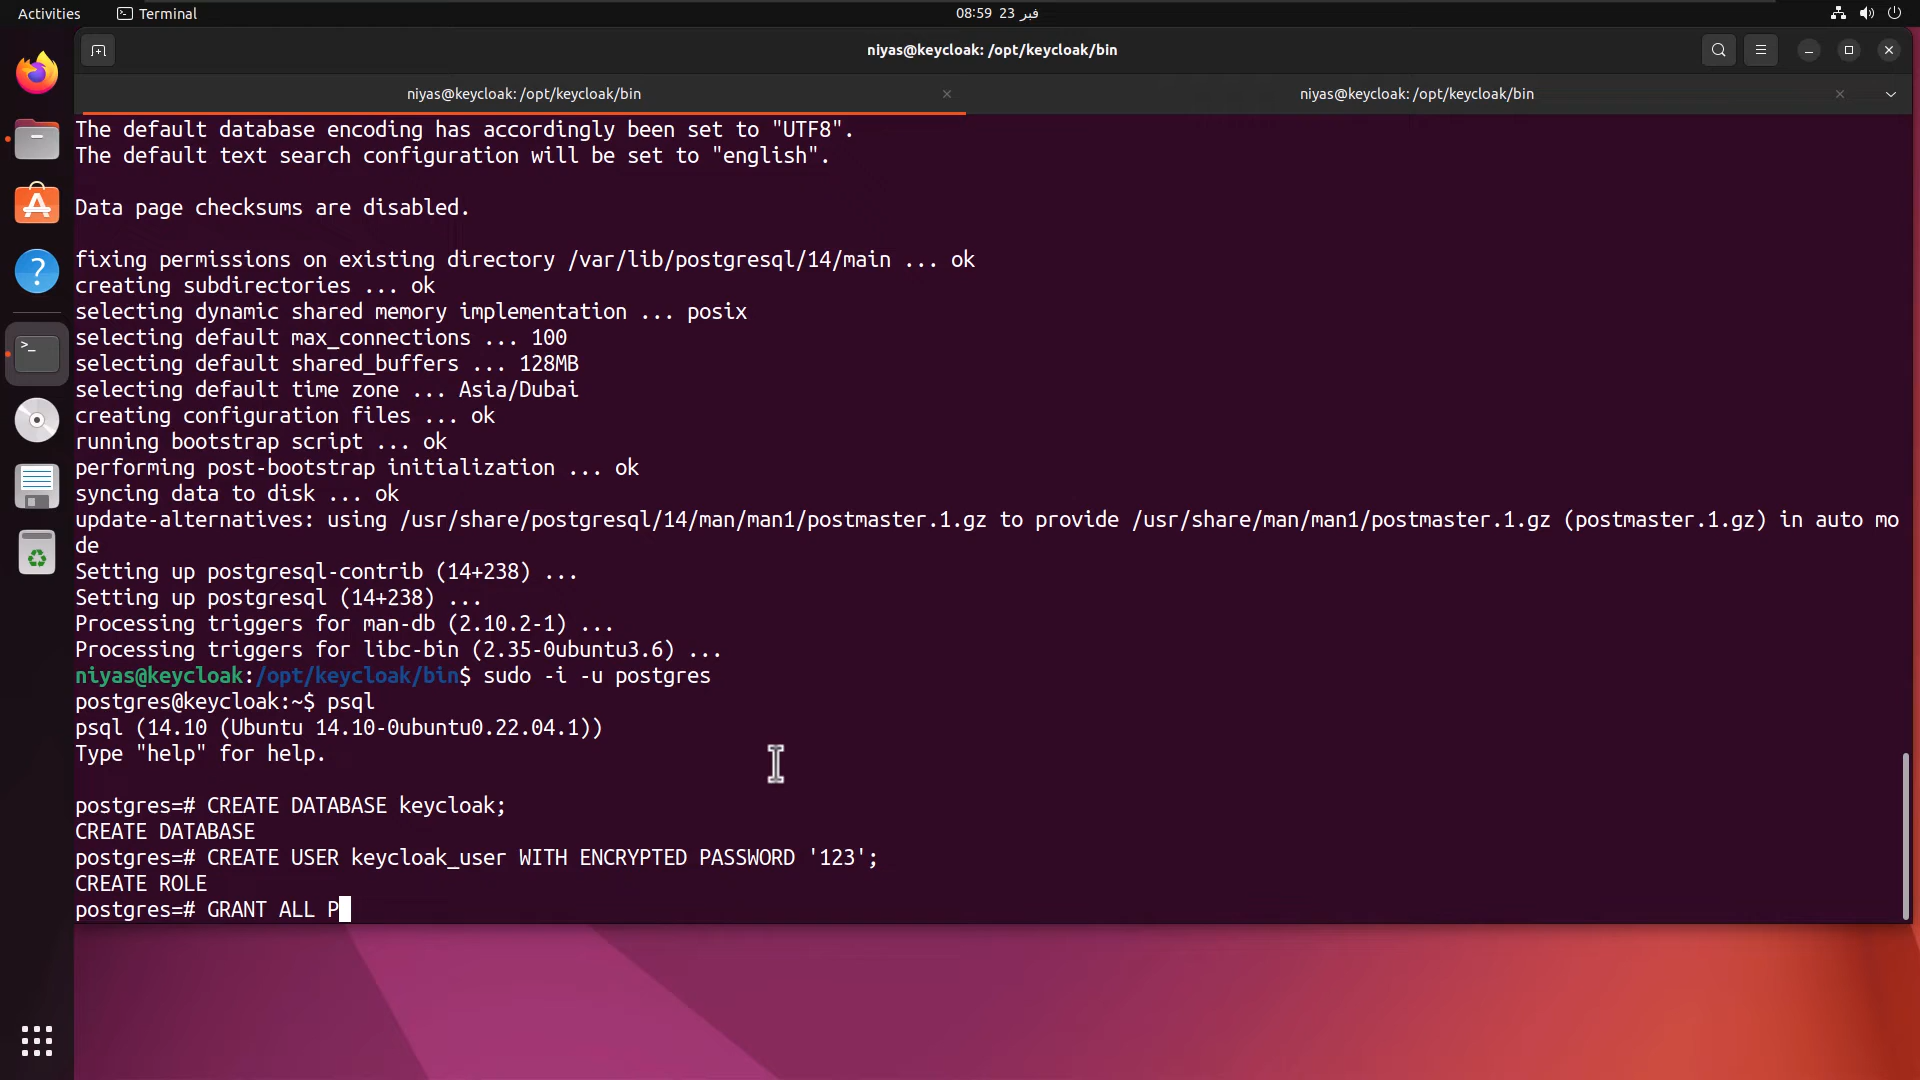 Activities
Terminal
08:59 23 فبر
niyas@keycloak: /opt/keycloak/bin
niyas@keycloak: /opt/keycloak/bin
niyas@keycloak: /opt/keycloak/bin
The default database encoding has accordingly been set to "UTF8".
The default text search configuration will be set to "english".
Data page checksums are disabled.
fixing permissions on existing directory /var/lib/postgresql/14/main ... ok
creating subdirectories ... ok
selecting dynamic shared memory implementation ... posix
selecting default max_connections ... 100
selecting default shared_buffers ... 128MB
selecting default time zone ... Asia/Dubai
creating configuration files ... ok
running bootstrap script ... ok
performing post-bootstrap initialization ... ok
syncing data to disk ... ok
update-alternatives: using /usr/share/postgresql/14/man/man1/postmaster.1.gz to provide /usr/share/man/man1/postmaster.1.gz (postmaster.1.gz) in auto mo
de
Setting up postgresql-contrib (14+238) ...
Setting up postgresql (14+238) ...
Processing triggers for man-db (2.10.2-1) ...
Processing triggers for libc-bin (2.35-0ubuntu3.6) ...
niyas@keycloak:/opt/keycloak/bin$ sudo -i -u postgres
postgres@keycloak:~$ psql
psql (14.10 (Ubuntu 14.10-0ubuntu0.22.04.1))
Type "help" for help.
postgres=# CREATE DATABASE keycloak;
CREATE DATABASE
postgres=# CREATE USER keycloak_user WITH ENCRYPTED PASSWORD '123';
CREATE ROLE
postgres=# GRANT ALL P